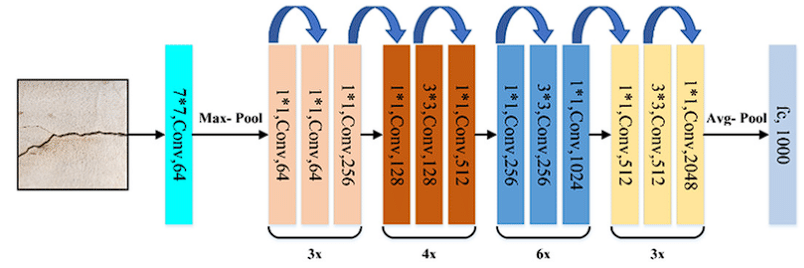 7*7,Conv,64
Max- Pool
1*1,Conv,64
1*1,Conv,64
1*1,Conv,256
3x
1*1,Conv,128
3*3,Conv,128
1*1,Conv,512
4x
1*1,Conv,256
3*3,Conv,256
1*1,Conv,1024
6x
1*1,Conv,512
3*3,Conv,512
1*1,Conv,2048
3x
Avg- Pool
fc, 1000